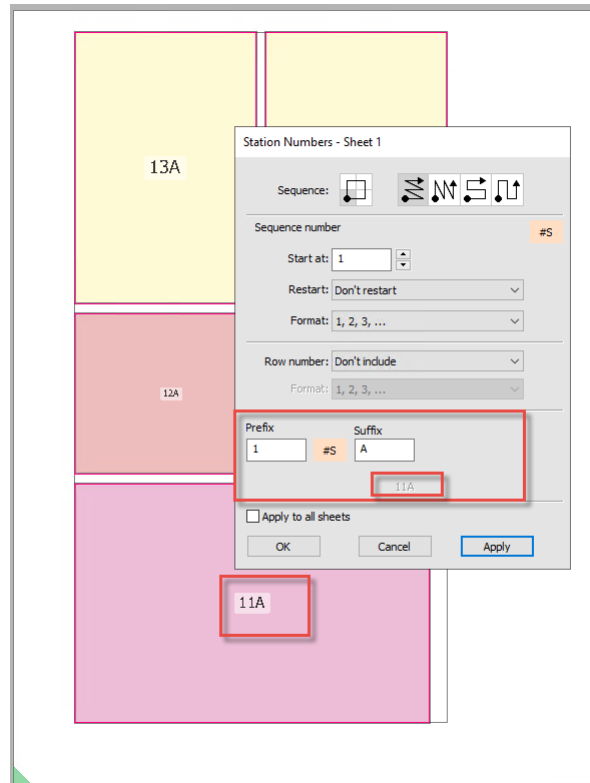 13A
Station Numbers - Sheet 1
Sequence:
Sequence number
#S
Start at: 1
Restart: Don't restart
Format: 1, 2, 3, ...
Row number: Don't include
Format: 1, 2, 3, ...
12A
Prefix Suffix
1 #S A
11A
Apply to all sheets
OK Cancel Apply
11A